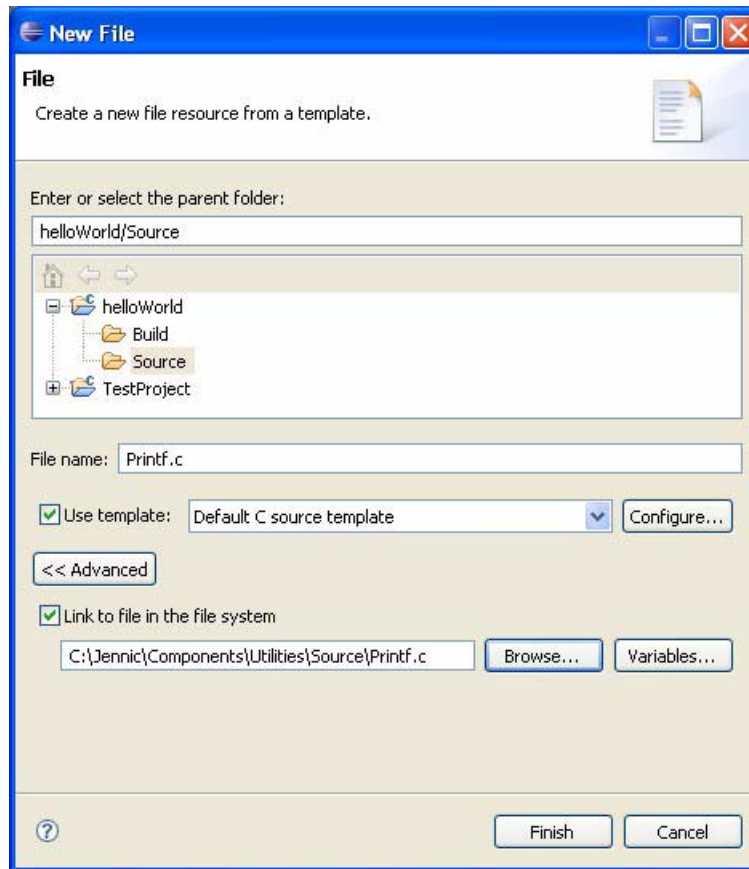 New File
File
Create a new file resource from a template.
Enter or select the parent folder:
helloWorld/Source
helloWorld
Build
Source
TestProject
File name: Printf.c
Use template: Default C source template Configure...
<< Advanced
Link to file in the file system
C:\Jennic\Components\Utilities\Source\Printf.c Browse... Variables...
? Finish Cancel